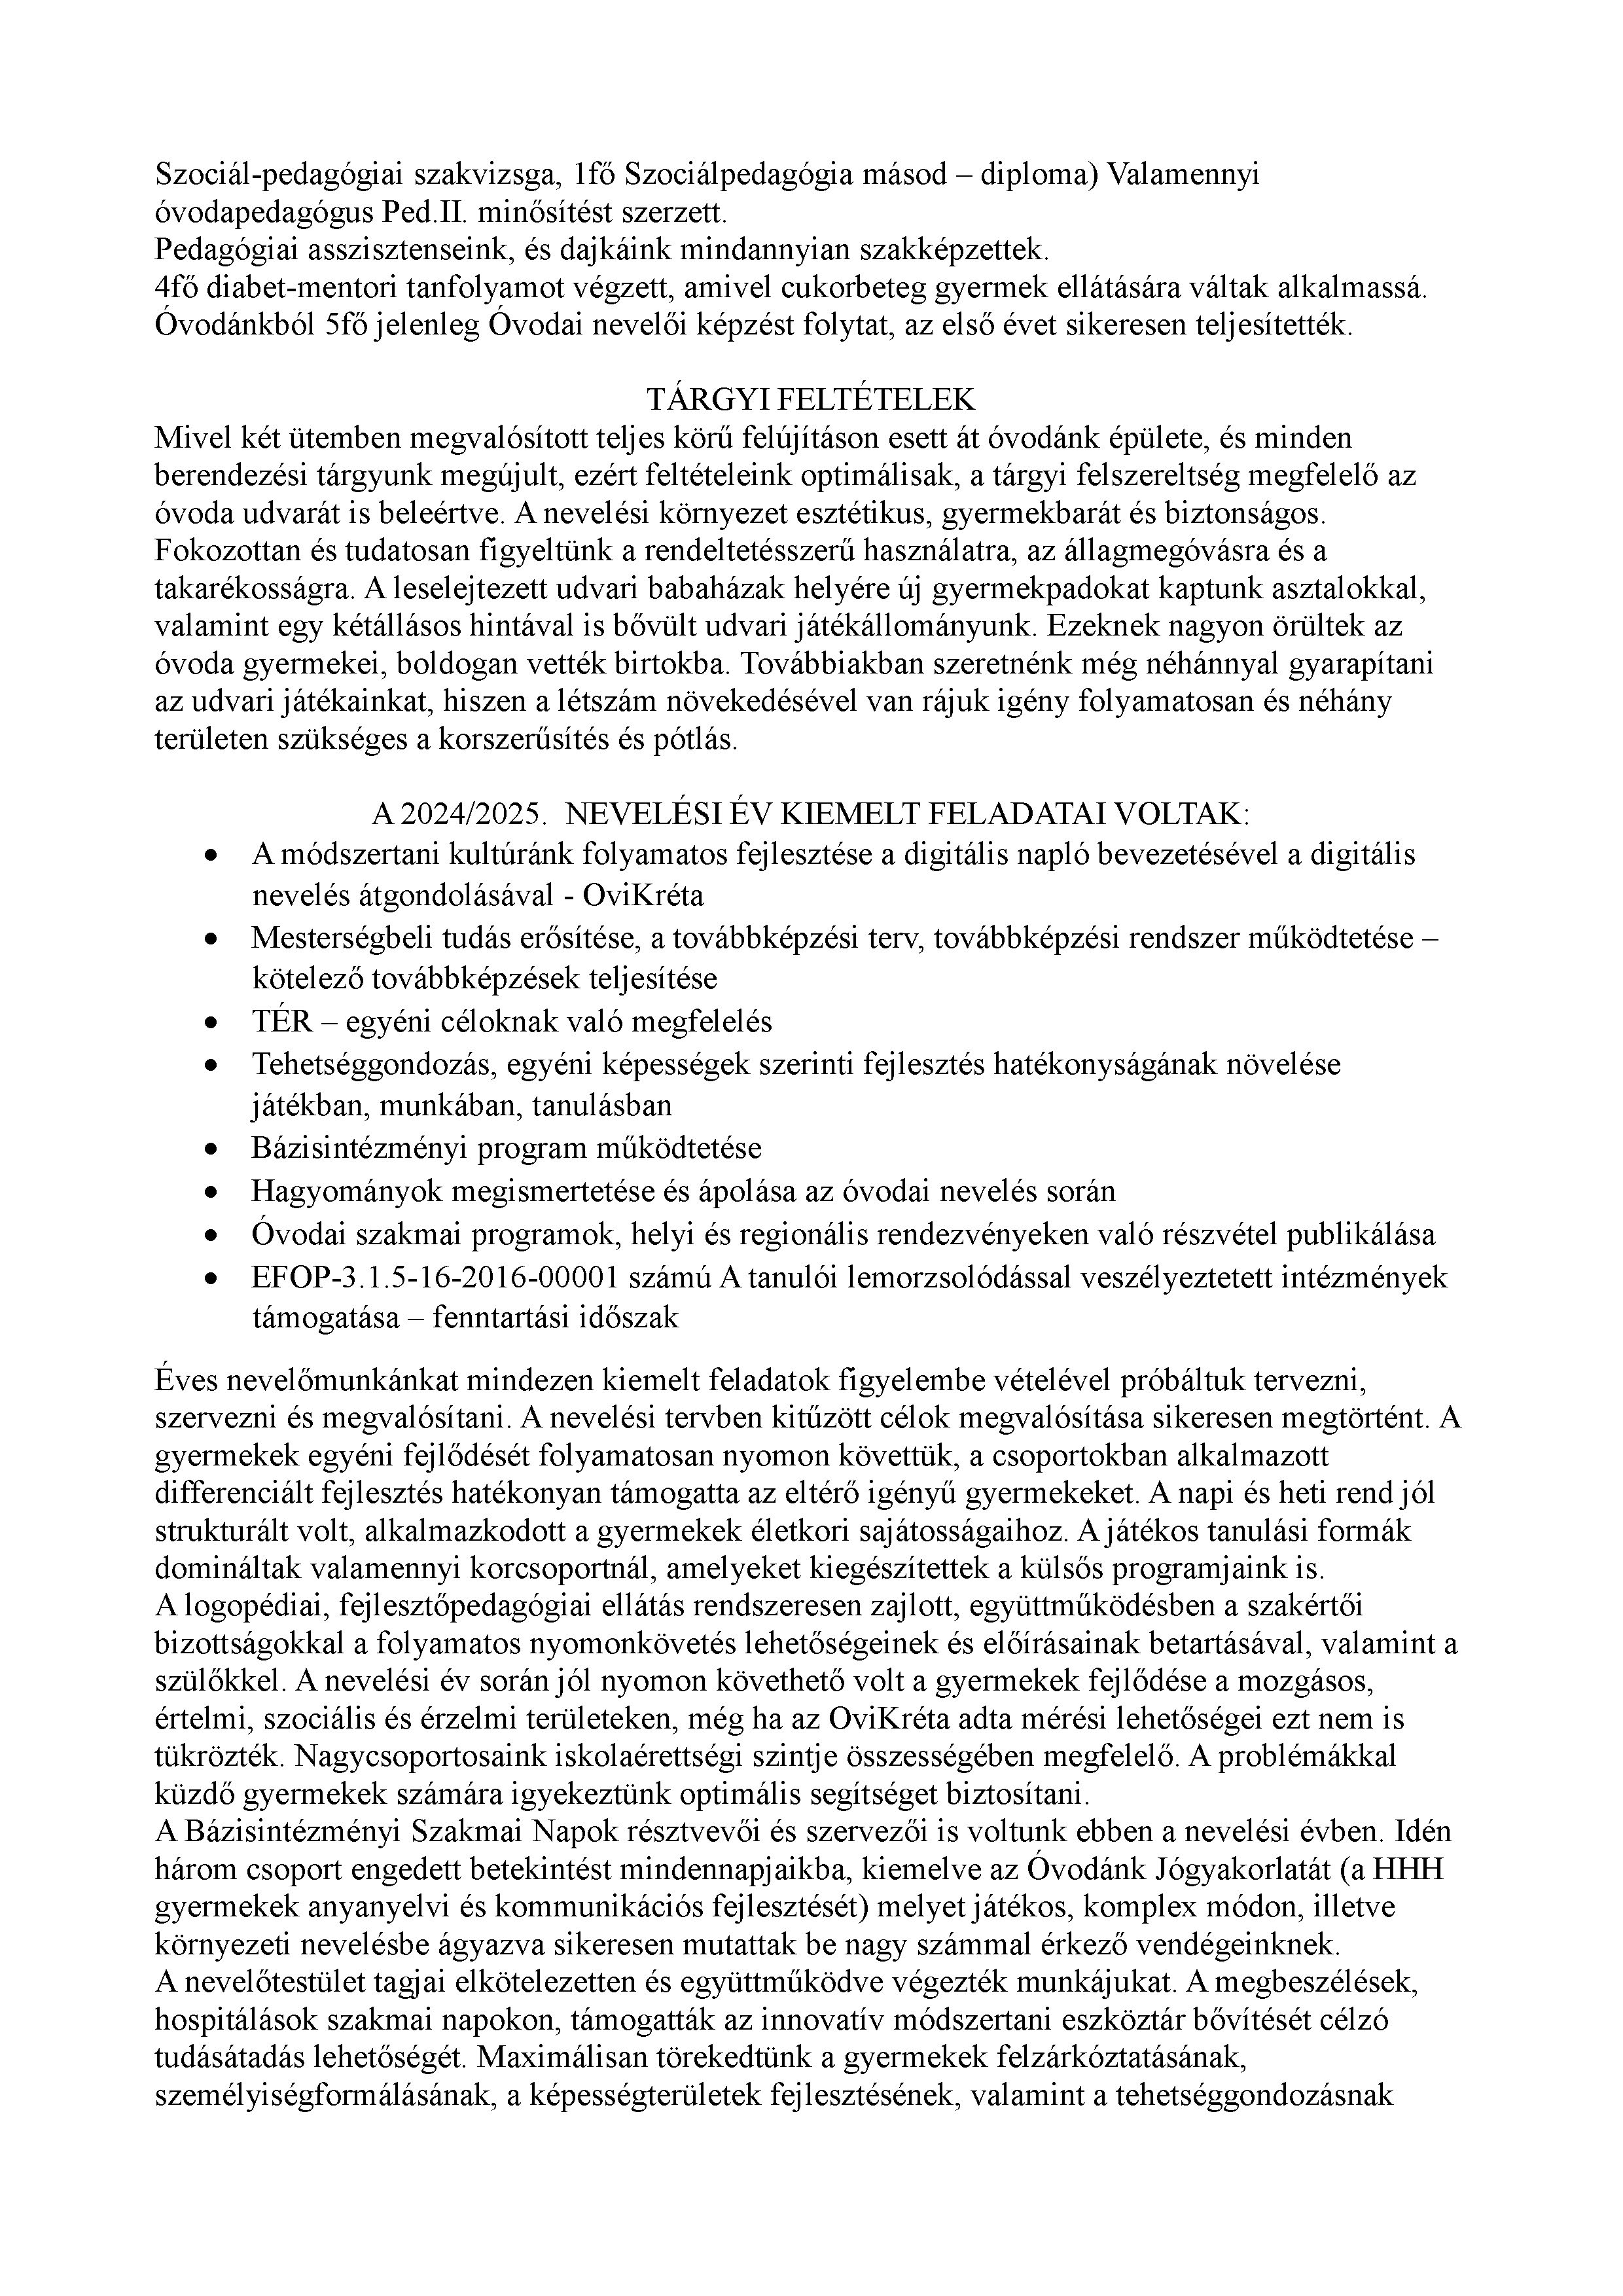 Szociál-pedagógiai szakvizsga, 1fő Szociálpedagógia másod – diploma) Valamennyi
óvodapedagógus Ped.II. minősítést szerzett.
Pedagógiai asszisztenseink, és dajkáink mindannyian szakképzettek.
4fő diabet-mentori tanfolyamot végzett, amivel cukorbeteg gyermek ellátására váltak alkalmassá.
Óvodánkból 5fő jelenleg Óvodai nevelői képzést folytat, az első évet sikeresen teljesítették.
TÁRGYI FELTÉTELEK
Mivel két ütemben megvalósított teljes körű felújításon esett át óvodánk épülete, és minden
berendezési tárgyunk megújult, ezért feltételeink optimálisak, a tárgyi felszereltség megfelelő az
óvoda udvarát is beleértve. A nevelési környezet esztétikus, gyermekbarát és biztonságos.
Fokozottan és tudatosan figyeltünk a rendeltetésszerű használatra, az állagmegóvásra és a
takarékosságra. A leselejtezett udvari babaházak helyére új gyermekpadokat kaptunk asztalokkal,
valamint egy kétállásos hintával is bővült udvari játékállományunk. Ezeknek nagyon örültek az
óvoda gyermekei, boldogan vették birtokba. Továbbiakban szeretnénk még néhánnyal gyarapítani
az udvari játékainkat, hiszen a létszám növekedésével van rájuk igény folyamatosan és néhány
területen szükséges a korszerűsítés és pótlás.
A 2024/2025. NEVELÉSI ÉV KIEMELT FELADATAI VOLTAK:
• A módszertani kultúránk folyamatos fejlesztése a digitális napló bevezetésével a digitális
nevelés átgondolásával - OviKréta
• Mesterségbeli tudás erősítése, a továbbképzési terv, továbbképzési rendszer működtetése –
kötelező továbbképzések teljesítése
• TÉR – egyéni céloknak való megfelelés
• Tehetséggondozás, egyéni képességek szerinti fejlesztés hatékonyságának növelése
játékban, munkában, tanulásban
• Bázisintézményi program működtetése
• Hagyományok megismertetése és ápolása az óvodai nevelés során
• Óvodai szakmai programok, helyi és regionális rendezvényeken való részvétel publikálása
• EFOP-3.1.5-16-2016-00001 számú A tanulói lemorzsolódással veszélyeztetett intézmények
támogatása – fenntartási időszak
Éves nevelőmunkánkat mindezen kiemelt feladatok figyelembe vételével próbáltuk tervezni,
szervezni és megvalósítani. A nevelési tervben kitűzött célok megvalósítása sikeresen megtörtént. A
gyermekek egyéni fejlődését folyamatosan nyomon követtük, a csoportokban alkalmazott
differenciált fejlesztés hatékonyan támogatta az eltérő igényű gyermekeket. A napi és heti rend jól
strukturált volt, alkalmazkodott a gyermekek életkori sajátosságaihoz. A játékos tanulási formák
domináltak valamennyi korcsoportnál, amelyeket kiegészítettek a külsős programjaink is.
A logopédiai, fejlesztőpedagógiai ellátás rendszeresen zajlott, együttműködésben a szakértői
bizottságokkal a folyamatos nyomonkövetés lehetőségeinek és előírásainak betartásával, valamint a
szülőkkel. A nevelési év során jól nyomon követhető volt a gyermekek fejlődése a mozgásos,
értelmi, szociális és érzelmi területeken, még ha az OviKréta adta mérési lehetőségei ezt nem is
tükrözték. Nagycsoportosaink iskolaérettségi szintje összességében megfelelő. A problémákkal
küzdő gyermekek számára igyekeztünk optimális segítséget biztosítani.
A Bázisintézményi Szakmai Napok résztvevői és szervezői is voltunk ebben a nevelési évben. Idén
három csoport engedett betekintést mindennapjaikba, kiemelve az Óvodánk Jógyakorlatát (a HHH
gyermekek anyanyelvi és kommunikációs fejlesztését) melyet játékos, komplex módon, illetve
környezeti nevelésbe ágyazva sikeresen mutattak be nagy számmal érkező vendégeinknek.
A nevelőtestület tagjai elkötelezetten és együttműködve végezték munkájukat. A megbeszélések,
hospitálások szakmai napokon, támogatták az innovatív módszertani eszköztár bővítését célzó
tudásátadás lehetőségét. Maximálisan törekedtünk a gyermekek felzárkóztatásának,
személyiségformálásának, a képességterületek fejlesztésének, valamint a tehetséggondozásnak